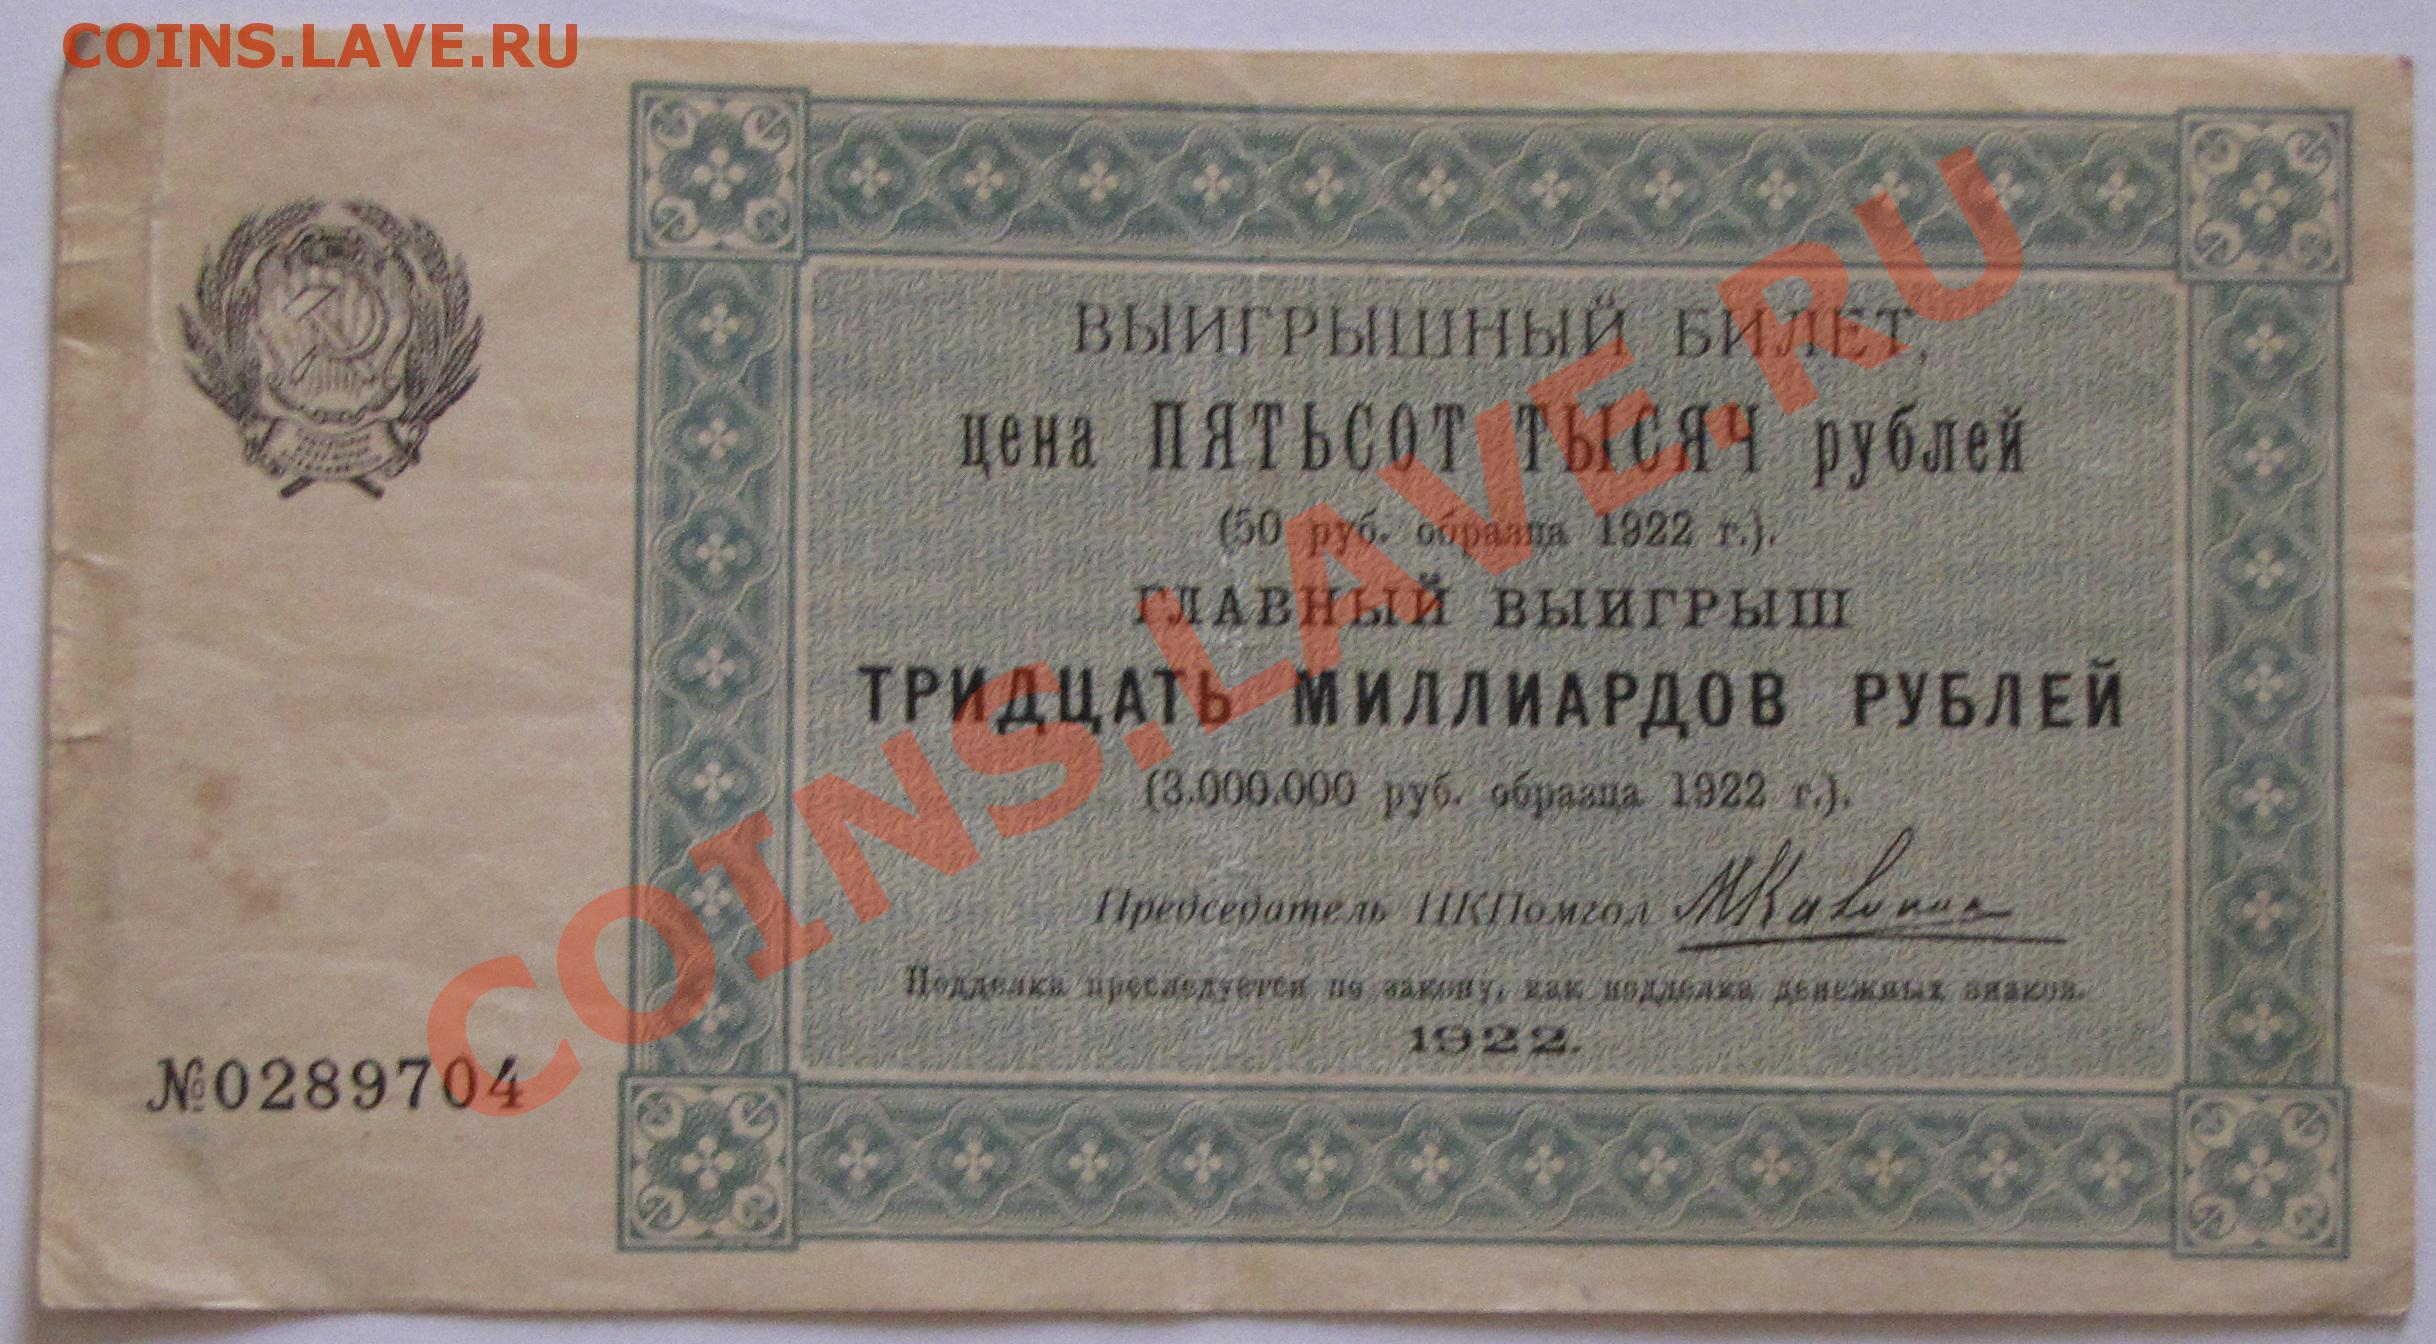 COINS.LAVE.RU
ВЫИГРЫШНЫЙ БИЛЕТ,
цена ПЯТЬСОТ ТЫСЯЧ рублей
(50 руб. образца 1922 г.).
ГЛАВНЫЙ ВЫИГРЫШ
ТРИДЦАТЬ МИЛЛИАРДОВ РУБЛЕЙ
(3.000.000 руб. образца 1922 г.).
Председатель ЦКПомгол
Подделка преследуется по закону, как подделка денежных знаков.
1922.
№0289704
COINS.LAVE.RU